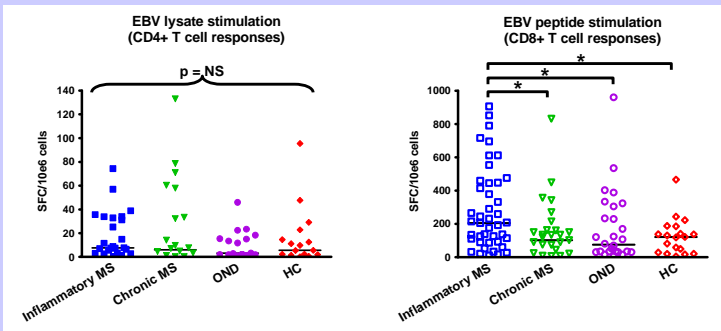 EBV lysate stimulation
(CD4+ T cell responses)
p = NS
SFC/10e6 cells
140
120
100
80
60
40
20
0
Inflammatory MS
Chronic MS
OND
HC
EBV peptide stimulation
(CD8+ T cell responses)
*
*
*
SFC/10e6 cells
1000
800
600
400
200
0
Inflammatory MS
Chronic MS
OND
HC